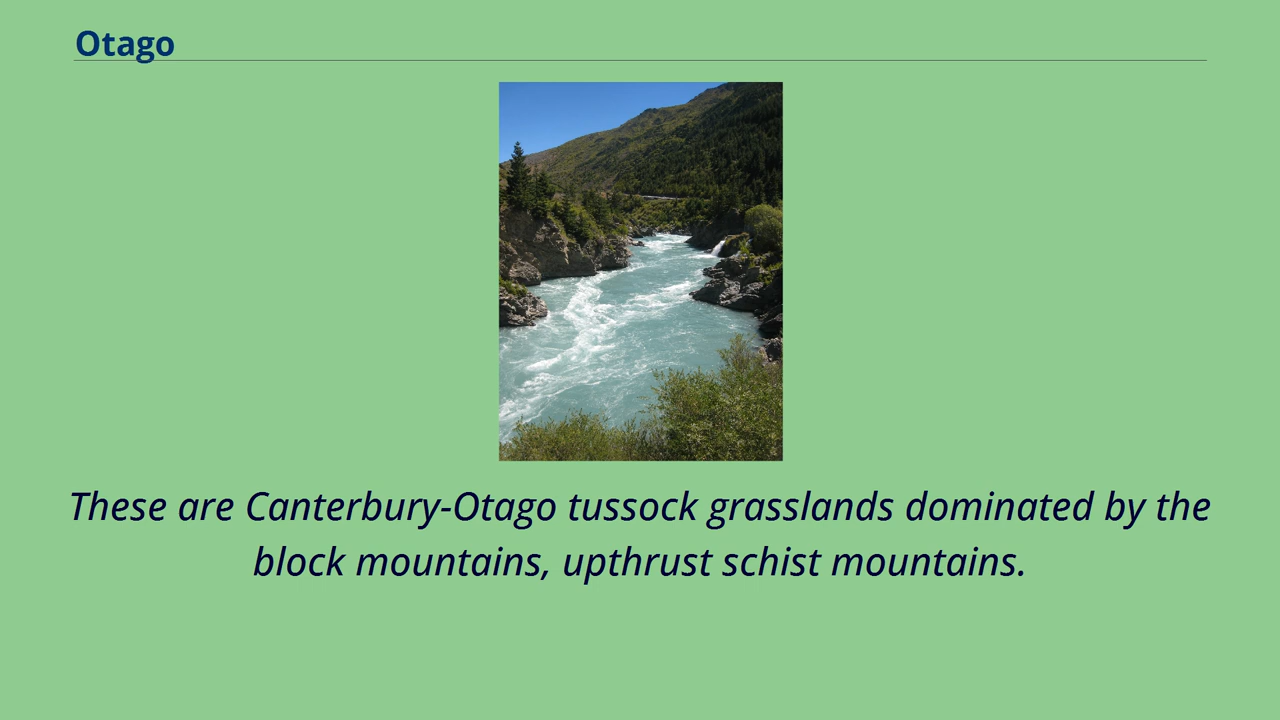 Otago
These are Canterbury-Otago tussock grasslands dominated by the
block mountains, upthrust schist mountains.